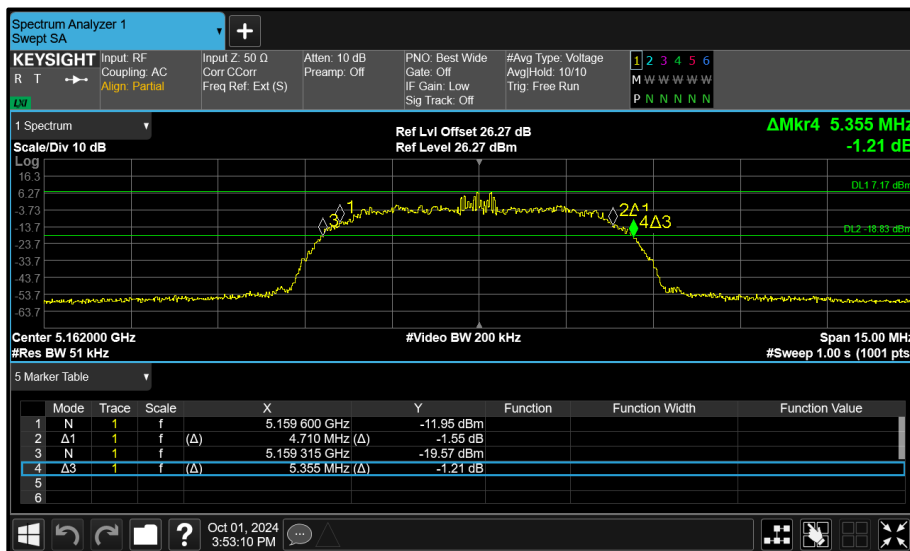 Spectrum Analyzer 1
Swept SA
+
KEYSIGHT
R T
LXI
Input: RF
Coupling: AC
Align: Partial
Input Z: 50 Ω
Corr CCorr
Freq Ref: Ext (S)
Atten: 10 dB
Preamp: Off
PNO: Best Wide
Gate: Off
IF Gain: Low
Sig Track: Off
#Avg Type: Voltage
Avg|Hold: 10/10
Trig: Free Run
1 2 3 4 5 6
M W W W W W
P N N N N N
1 Spectrum
Scale/Div 10 dB
Ref Lvl Offset 26.27 dB
Ref Level 26.27 dBm
ΔMkr4 5.355 MHz
-1.21 dB
Log
16.3
6.27
-3.73
-13.7
-23.7
-33.7
-43.7
-53.7
-63.7
DL1 7.17 dBm
DL2 -18.83 dBm
1
3
2Δ1
4Δ3
Center 5.162000 GHz
#Video BW 200 kHz
Span 15.00 MHz
#Res BW 51 kHz
#Sweep 1.00 s (1001 pts
5 Marker Table
Mode Trace Scale X Y Function Function Width Function Value
1 N 1 f 5.159 600 GHz -11.95 dBm
2 Δ1 1 f (Δ) 4.710 MHz (Δ) -1.55 dB
3 N 1 f 5.159 315 GHz -19.57 dBm
4 Δ3 1 f (Δ) 5.355 MHz (Δ) -1.21 dB
5
6
?
Oct 01, 2024
3:53:10 PM